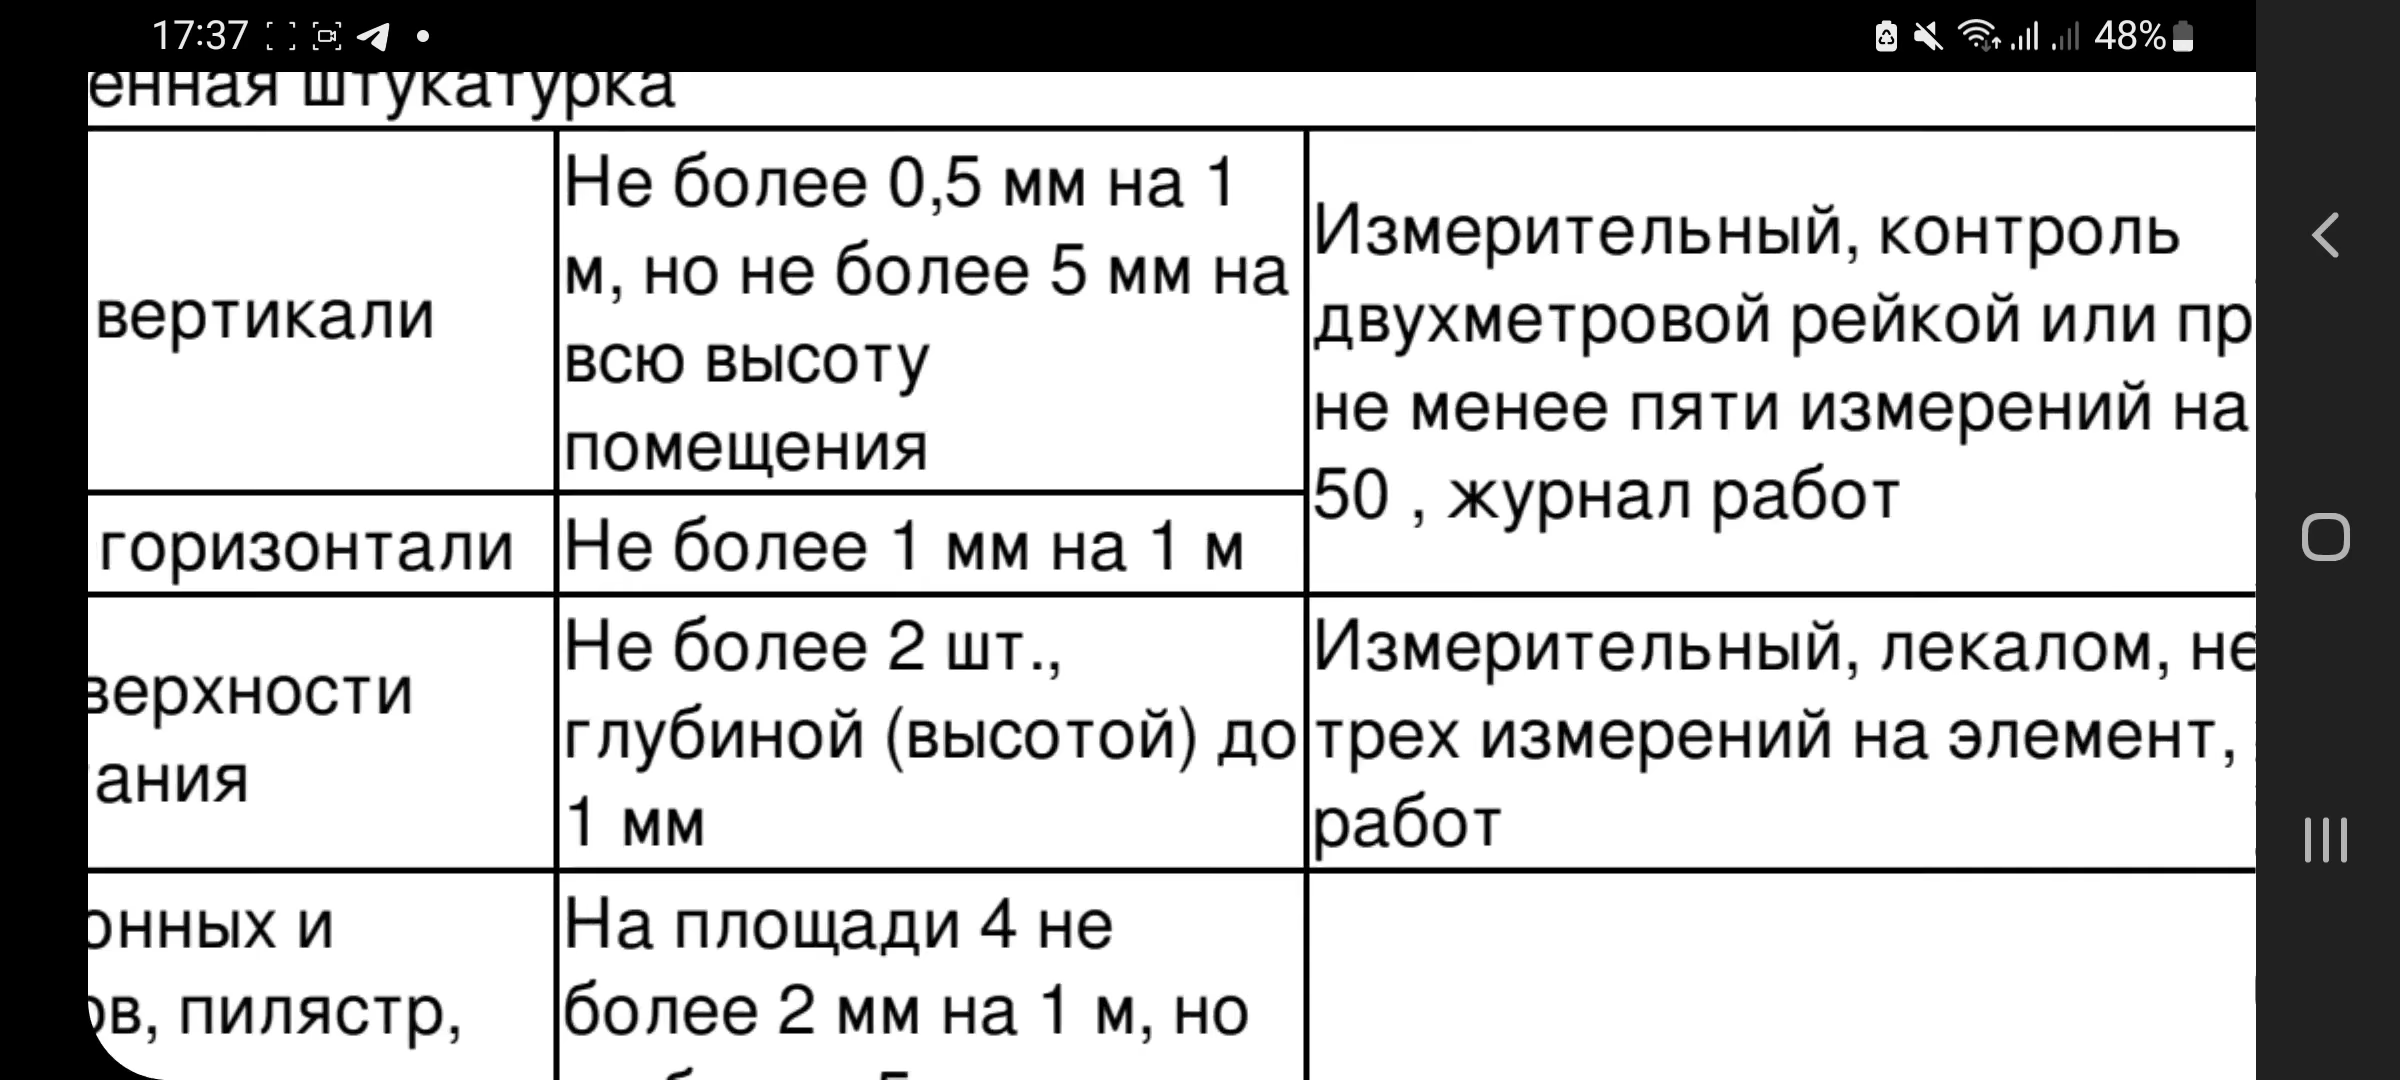 17:37
48%
енная штукатурка
вертикали
Не более 0,5 мм на 1
м, но не более 5 мм на
всю высоту
помещения
Измерительный, контроль
двухметровой рейкой или пр
не менее пяти измерений на
50 , журнал работ
горизонтали
Не более 1 мм на 1 м
верхности
ания
Не более 2 шт.,
глубиной (высотой) до
1 мм
Измерительный, лекалом, не
трех измерений на элемент,
работ
онных и
ов, пилястр,
На площади 4 не
более 2 мм на 1 м, но